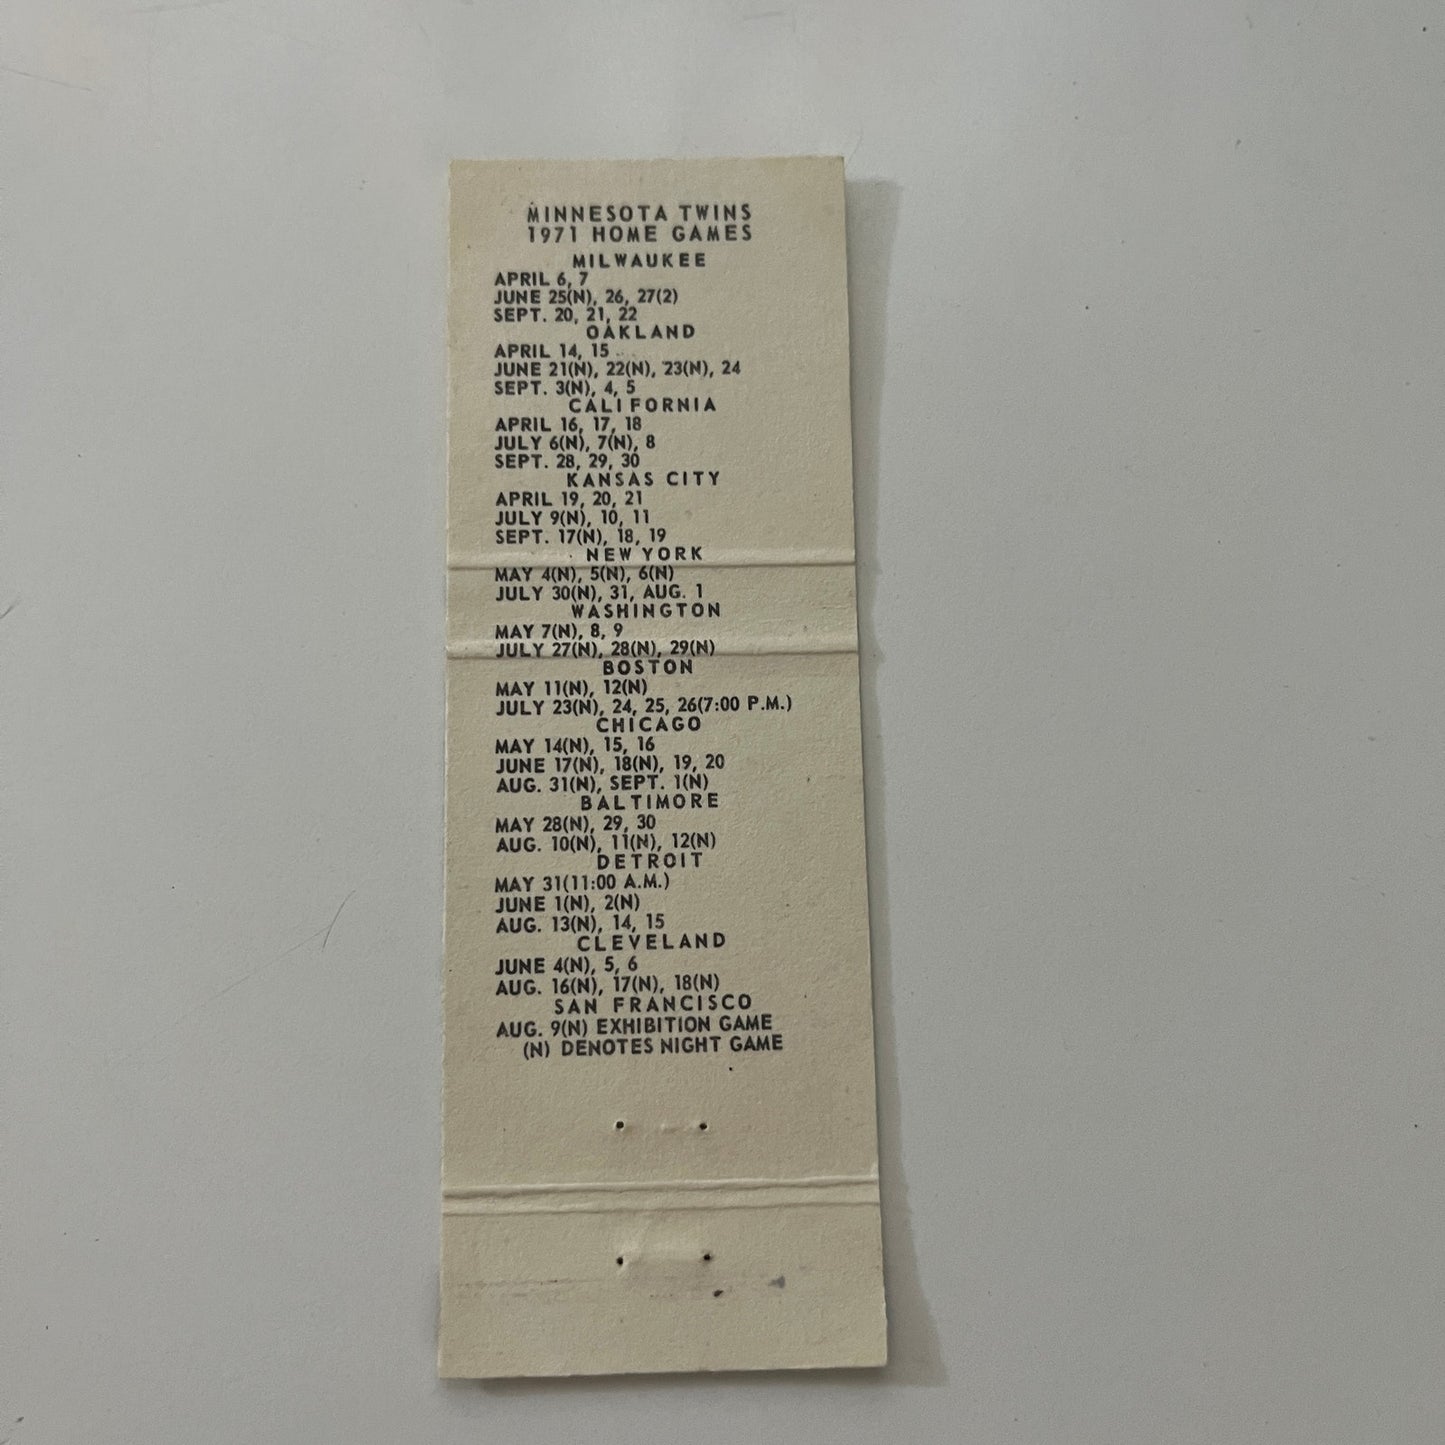 MINNESOTA TWINS
1971 HOME GAMES
MILWAUKEE
APRIL 6, 7
JUNE 25(N), 26, 27(2)
SEPT. 20, 21, 22
OAKLAND
APRIL 14, 15
JUNE 21(N), 22(N), 23(N), 24
SEPT. 3(N), 4, 5
CALIFORNIA
APRIL 16, 17, 18
JULY 6(N), 7(N), 8
SEPT. 28, 29, 30
KANSAS CITY
APRIL 19, 20, 21
JULY 9(N), 10, 11
SEPT. 17(N), 18, 19
NEW YORK
MAY 4(N), 5(N), 6(N)
JULY 30(N), 31, AUG. 1
WASHINGTON
MAY 7(N), 8, 9
JULY 27(N), 28(N), 29(N)
BOSTON
MAY 11(N), 12(N)
JULY 23(N), 24, 25, 26(7:00 P.M.)
CHICAGO
MAY 14(N), 15, 16
JUNE 17(N), 18(N), 19, 20
AUG. 31(N), SEPT. 1(N)
BALTIMORE
MAY 28(N), 29, 30
AUG. 10(N), 11(N), 12(N)
DETROIT
MAY 31(11:00 A.M.)
JUNE 1(N), 2(N)
AUG. 13(N), 14, 15
CLEVELAND
JUNE 4(N), 5, 6
AUG. 16(N), 17(N), 18(N)
SAN FRANCISCO
AUG. 9(N) EXHIBITION GAME
(N) DENOTES NIGHT GAME